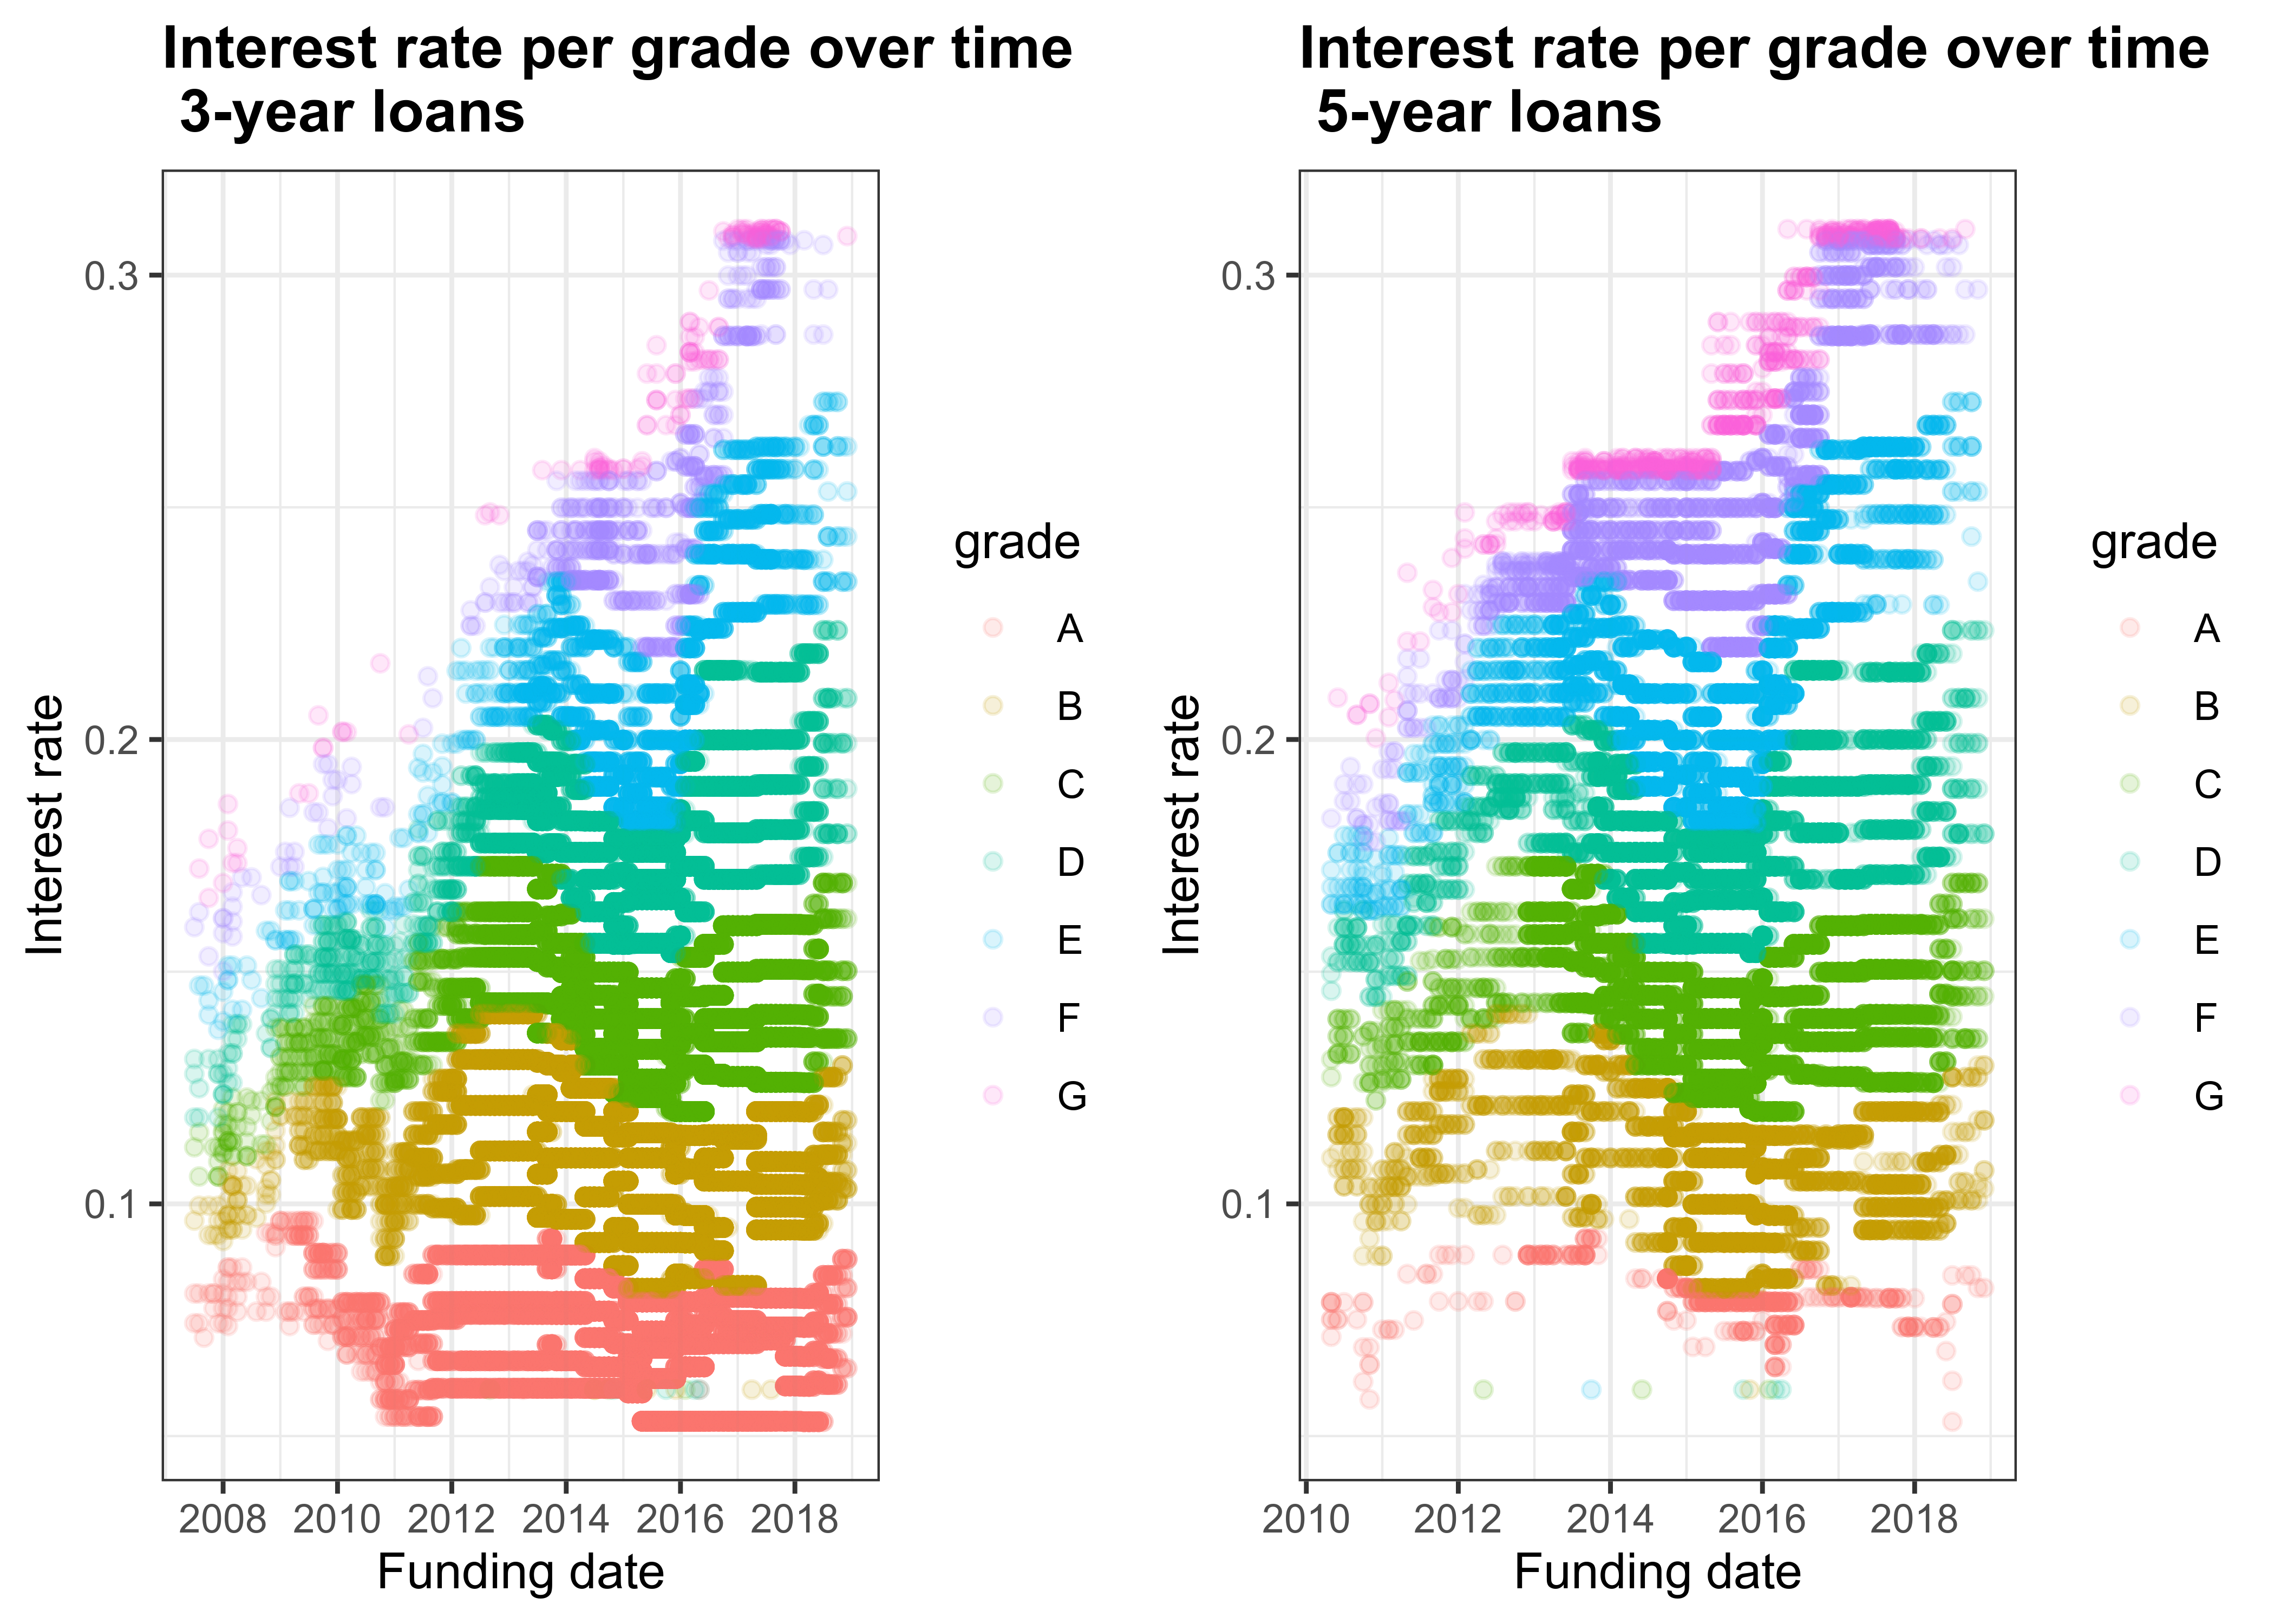 Interest rate per grade over time
3-year loans
Interest rate
0.3
0.2
0.1
2008 2010 2012 2014 2016 2018
Funding date
grade
A
B
C
D
E
F
G
Interest rate per grade over time
5-year loans
Interest rate
0.3
0.2
0.1
2010 2012 2014 2016 2018
Funding date
grade
A
B
C
D
E
F
G